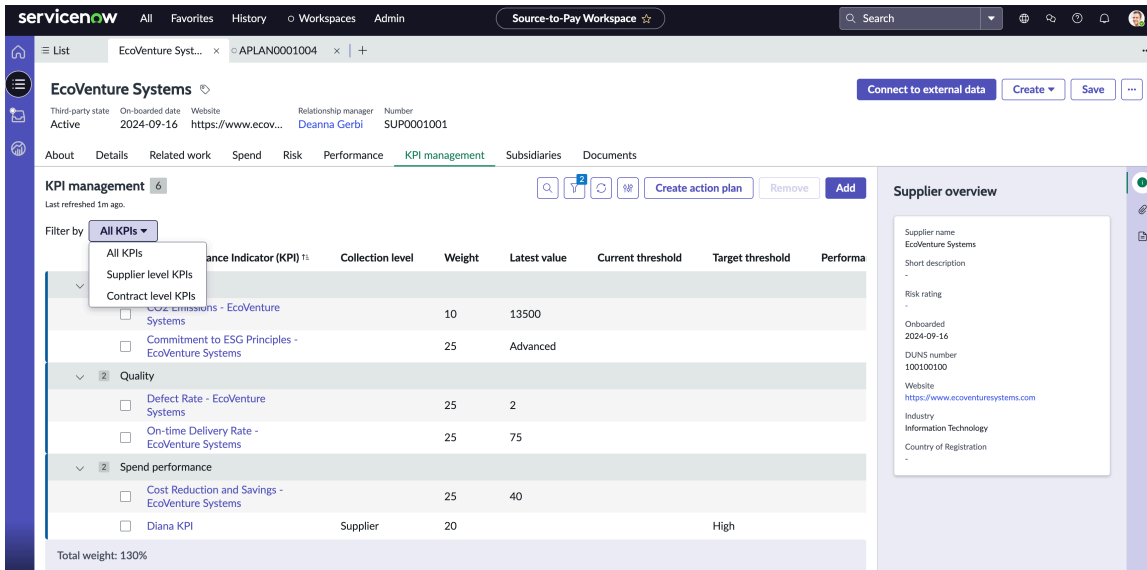 servicenow All Favorites History Workspaces Admin Source-to-Pay Workspace Search
List EcoVenture Syst... × APLAN0001004 × +
EcoVenture Systems
Connect to external data Create Save ...
Third-party state On-boarded date Website Relationship manager Number
Active 2024-09-16 https://www.ecov... Deanna Gerbi SUP0001001
About Details Related work Spend Risk Performance KPI management Subsidiaries Documents
KPI management 6
2
Create action plan Remove Add
Last refreshed 1m ago.
Filter by All KPIs
All KPIs
Supplier level KPIs
Contract level KPIs
ance Indicator (KPI) Collection level Weight Latest value Current threshold Target threshold Performa
CO2 Emissions - EcoVenture
Systems
10 13500
Commitment to ESG Principles -
EcoVenture Systems
25 Advanced
2 Quality
Defect Rate - EcoVenture
Systems
25 2
On-time Delivery Rate -
EcoVenture Systems
25 75
2 Spend performance
Cost Reduction and Savings -
EcoVenture Systems
25 40
Diana KPI Supplier 20 High
Total weight: 130%
Supplier overview
Supplier name
EcoVenture Systems
Short description
-
Risk rating
-
Onboarded
2024-09-16
DUNS number
100100100
Website
https://www.ecoventuresystems.com
Industry
Information Technology
Country of Registration
-